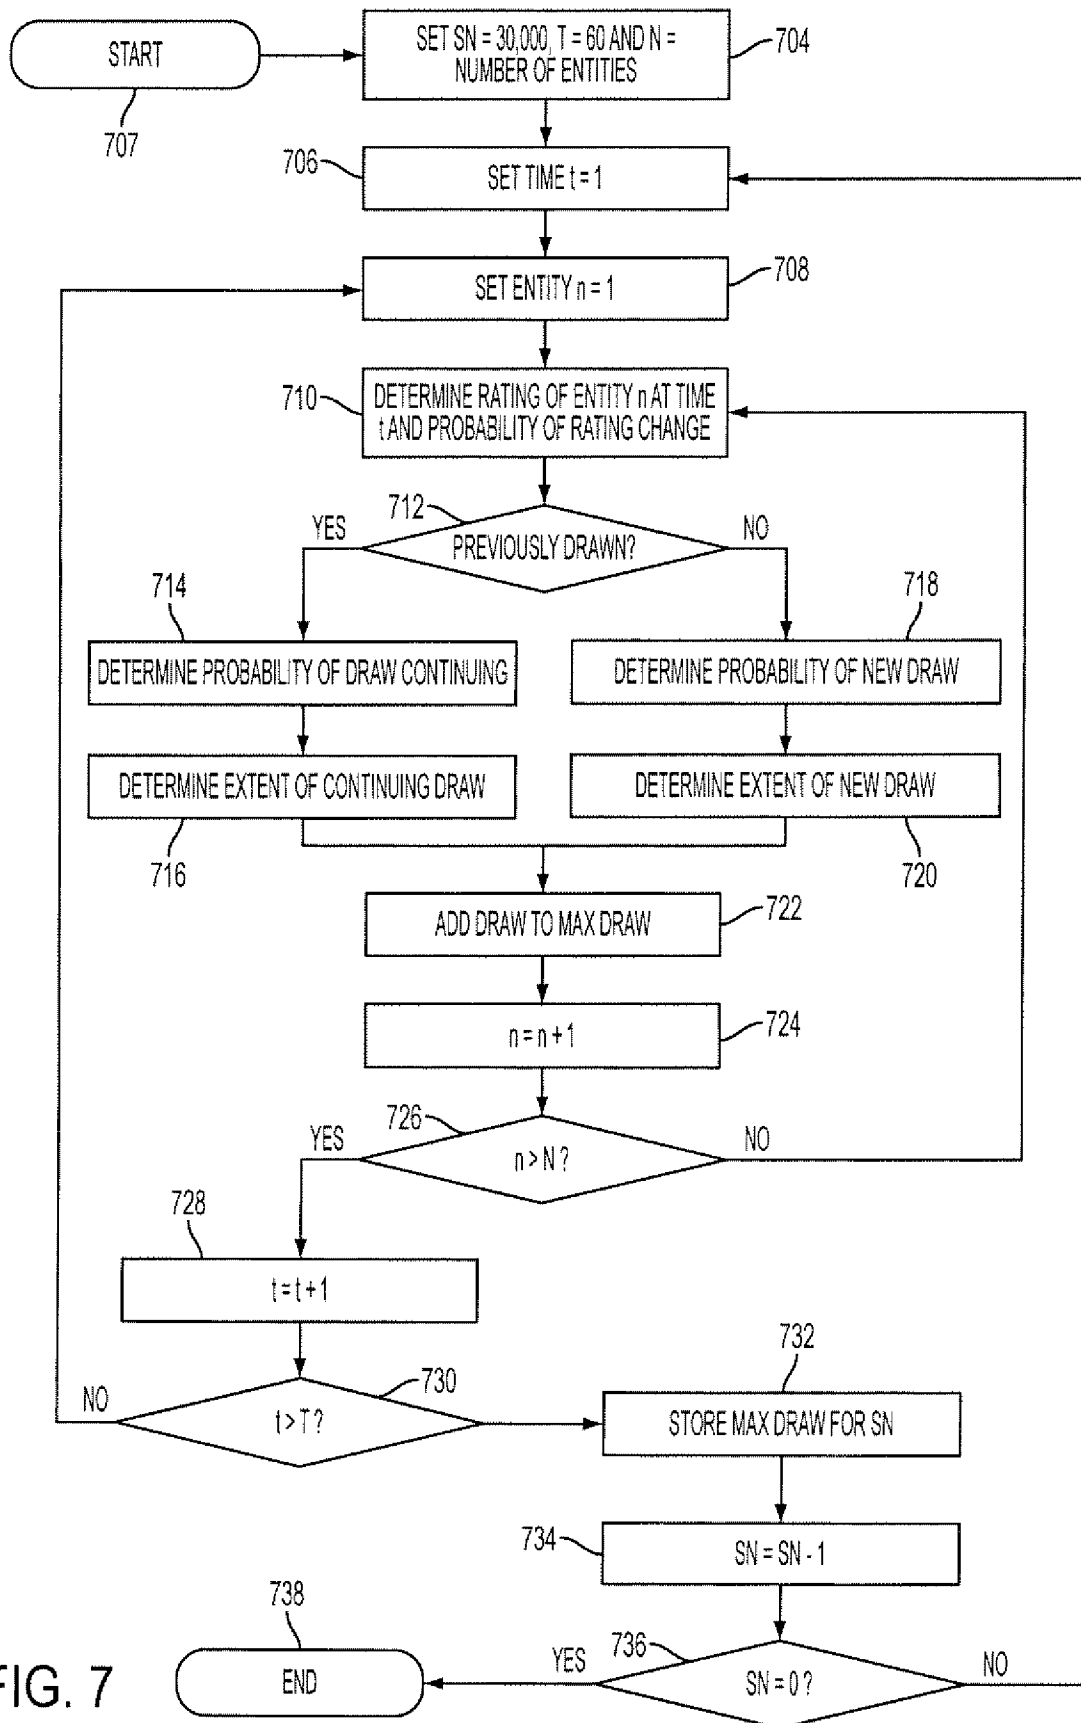 START
707
SET SN = 30,000, T = 60 AND N =
NUMBER OF ENTITIES
704
706
SET TIME t = 1
SET ENTITY n = 1
708
710
DETERMINE RATING OF ENTITY n AT TIME
t AND PROBABILITY OF RATING CHANGE
712
YES
PREVIOUSLY DRAWN?
NO
714
718
DETERMINE PROBABILITY OF DRAW CONTINUING
DETERMINE PROBABILITY OF NEW DRAW
DETERMINE EXTENT OF CONTINUING DRAW
DETERMINE EXTENT OF NEW DRAW
716
720
ADD DRAW TO MAX DRAW
722
n = n + 1
724
726
YES
n > N ?
NO
728
t = t + 1
730
NO
t > T ?
732
STORE MAX DRAW FOR SN
734
SN = SN - 1
738
736
END
YES
SN = 0 ?
NO
FIG. 7